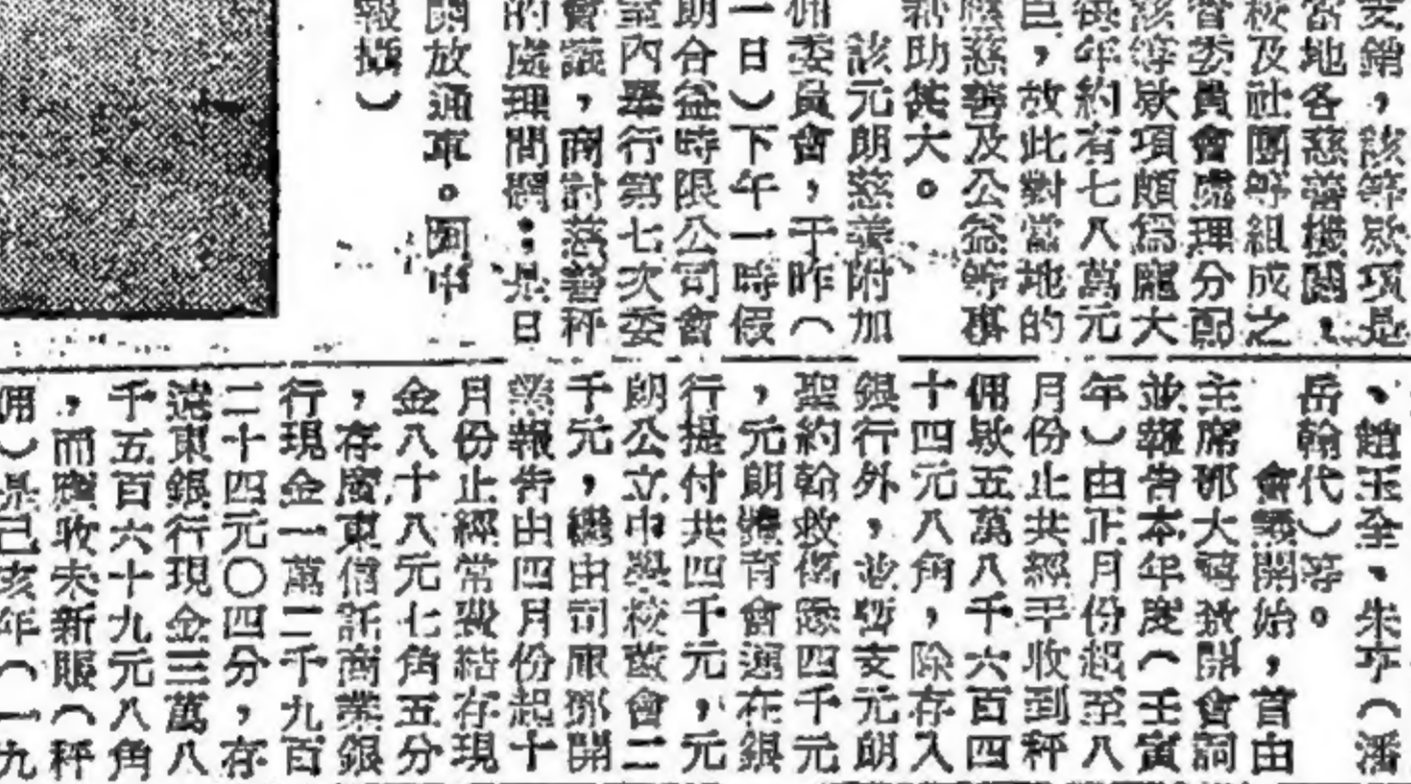 支銷，該等欵項是
當地各慈善機關、
校及社團等組成之
會委員會處理分配
該等欵項頗爲龐大
每年約有七八萬元
巨，故此對當地的
慈善及公益等事
助甚大。
該元朗慈善附加
佣委員會，于昨（
一日）下午一時假
朗合益時限公司會
室內舉行第七次委
會議，商討慈善秤
的處理問題；是日
開放通車。
報攝）
、趙玉全、朱亨（潘
岳翰代）等。
會議開始，首由
主席鄧大致開會詞
並報告本年度（壬寅
年）由正月份起至八
月份止共經手收到秤
佣欵五萬八千六百四
十四元八角，除存入
銀行外，並暫支元朗
聖約翰救傷隊四千元
，元朗體育會運在銀
行提付共四千元，元
朗公立中學校董會二
千元，繼由司庫鄧開
報告由四月份起十
月份止經常費結存現
金八十八元七角五分
，存廣東信託商業銀
行現金一萬二千九百
二十四元〇四分，存
遠東銀行現金三萬八
千五百六十九元八角
，而應收未新賬（秤
佣）是己亥年（一九